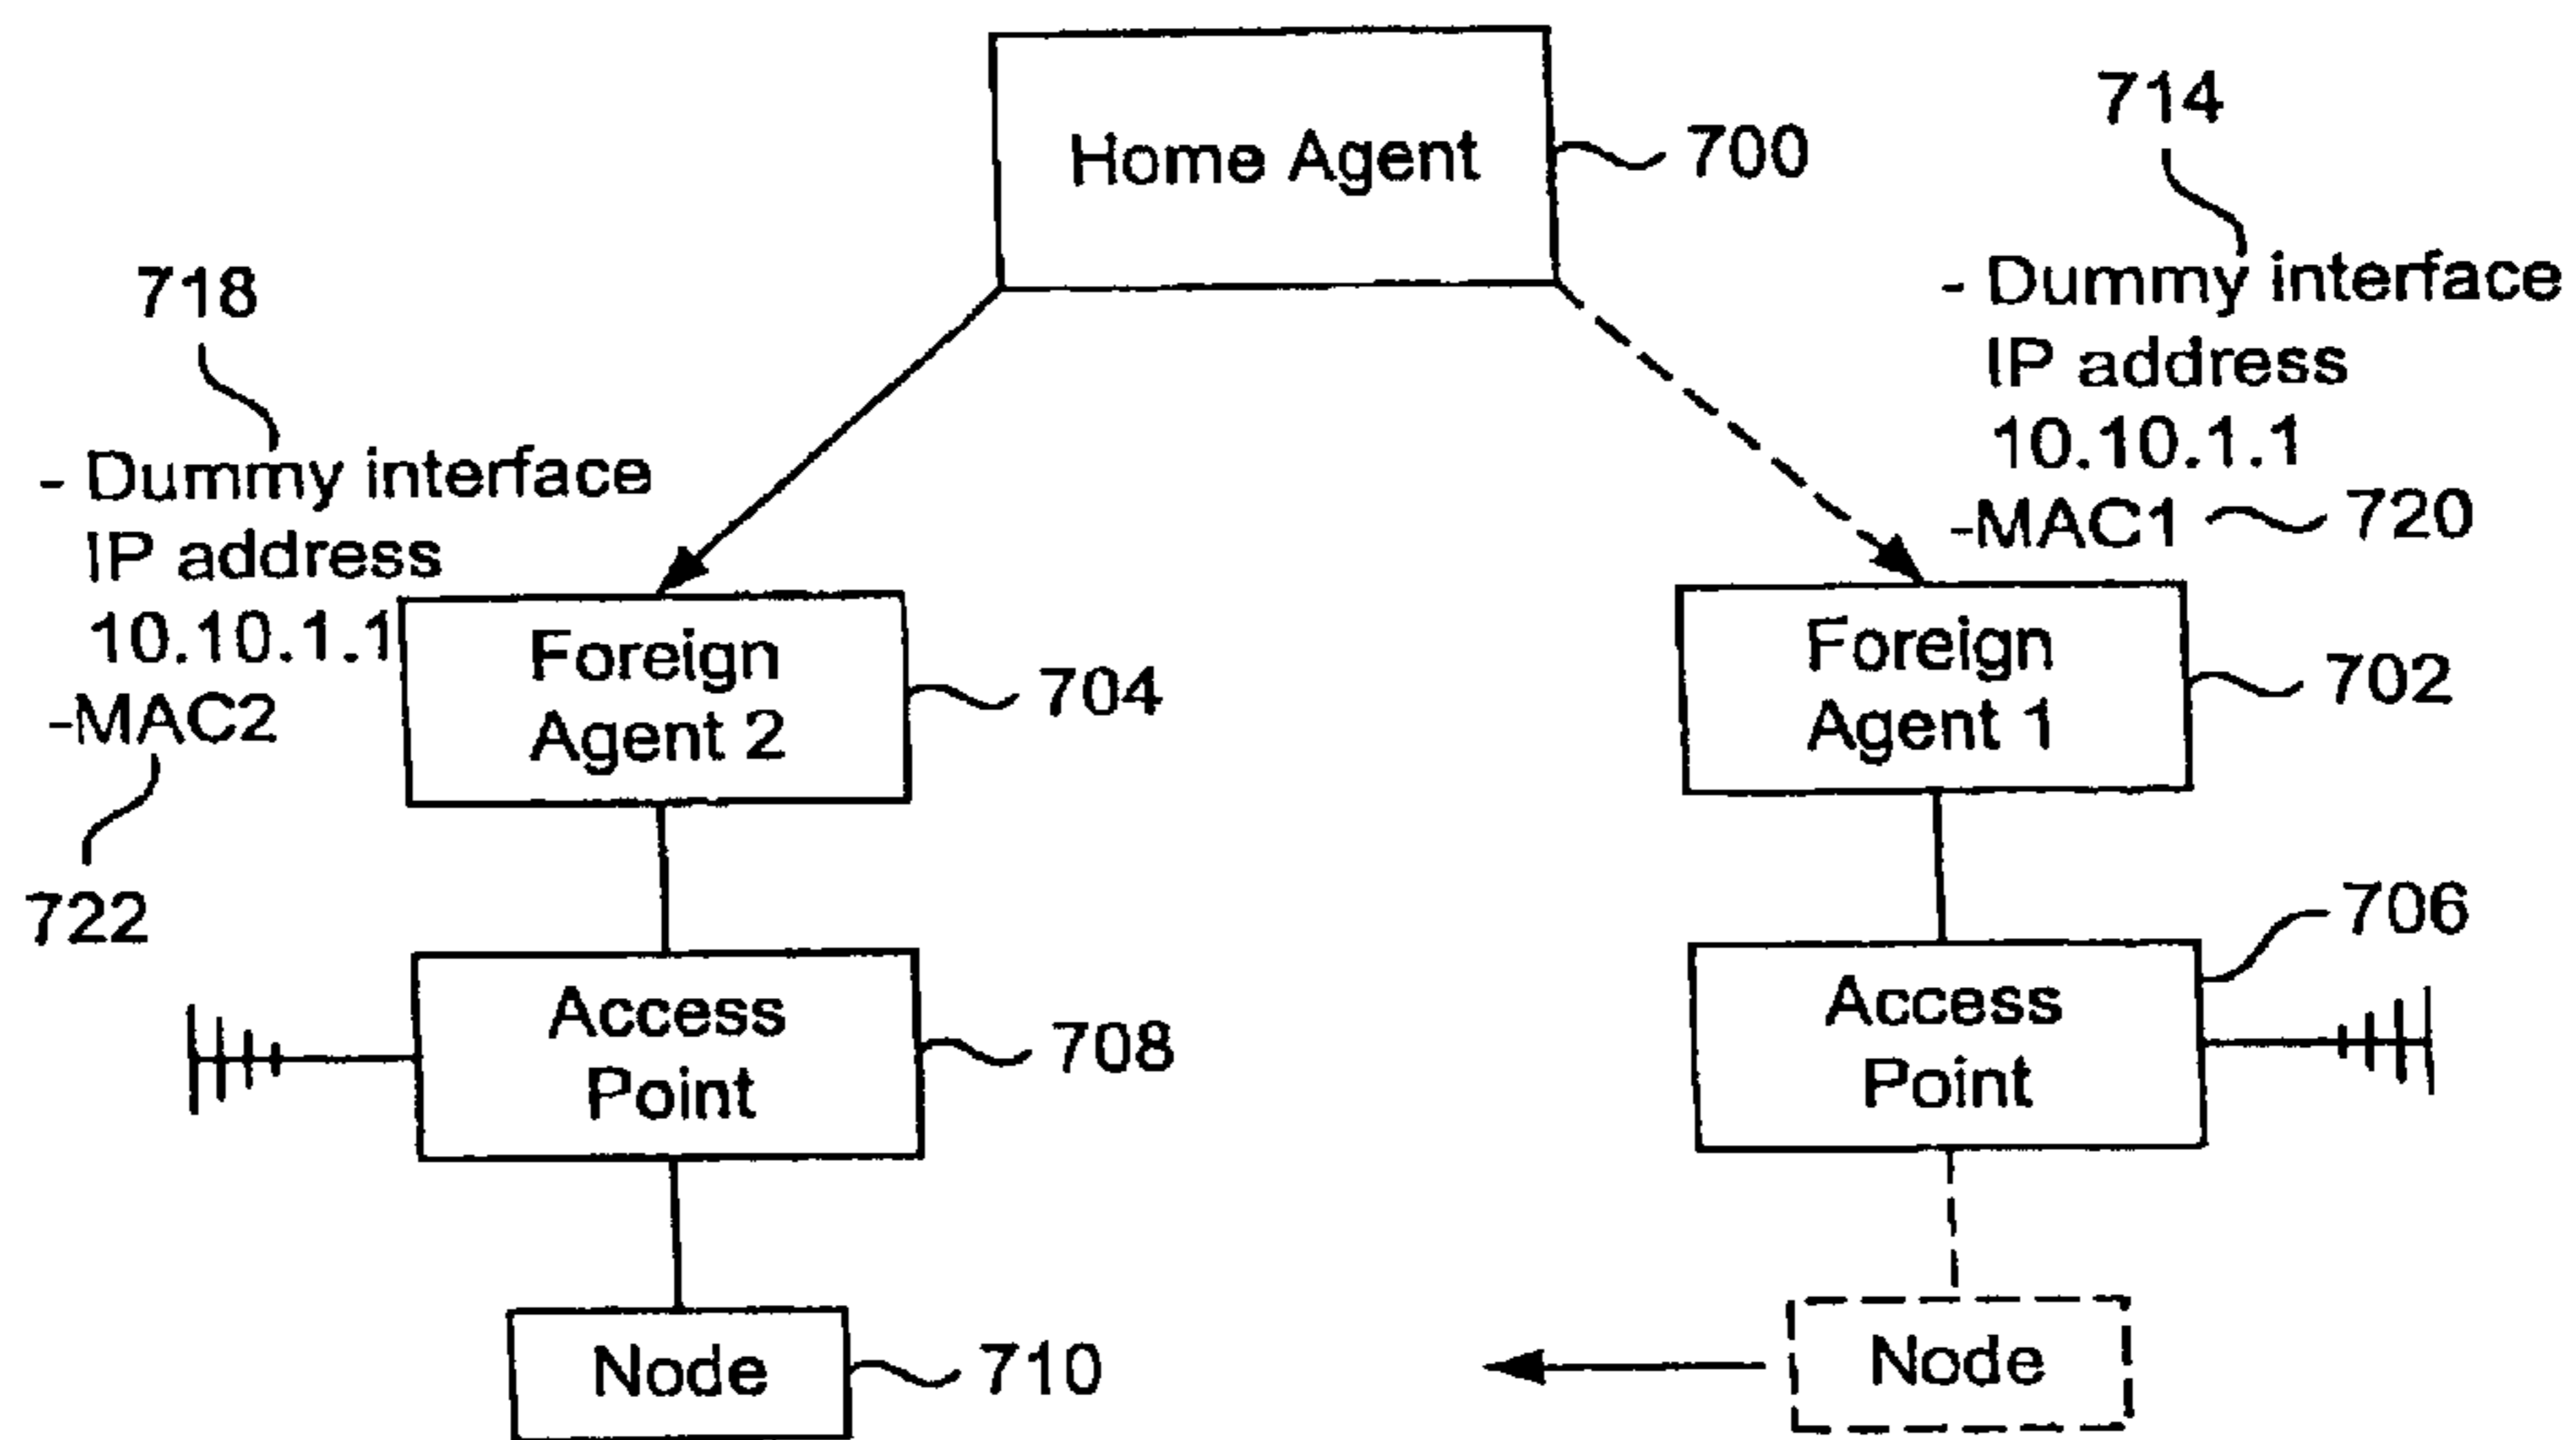 Home Agent
700
714
- Dummy interface
IP address
10.10.1.1
-MAC1
720
718
- Dummy interface
IP address
10.10.1.1
-MAC2
722
Foreign
Agent 2
704
Foreign
Agent 1
702
Access
Point
708
Access
Point
706
Node
710
Node